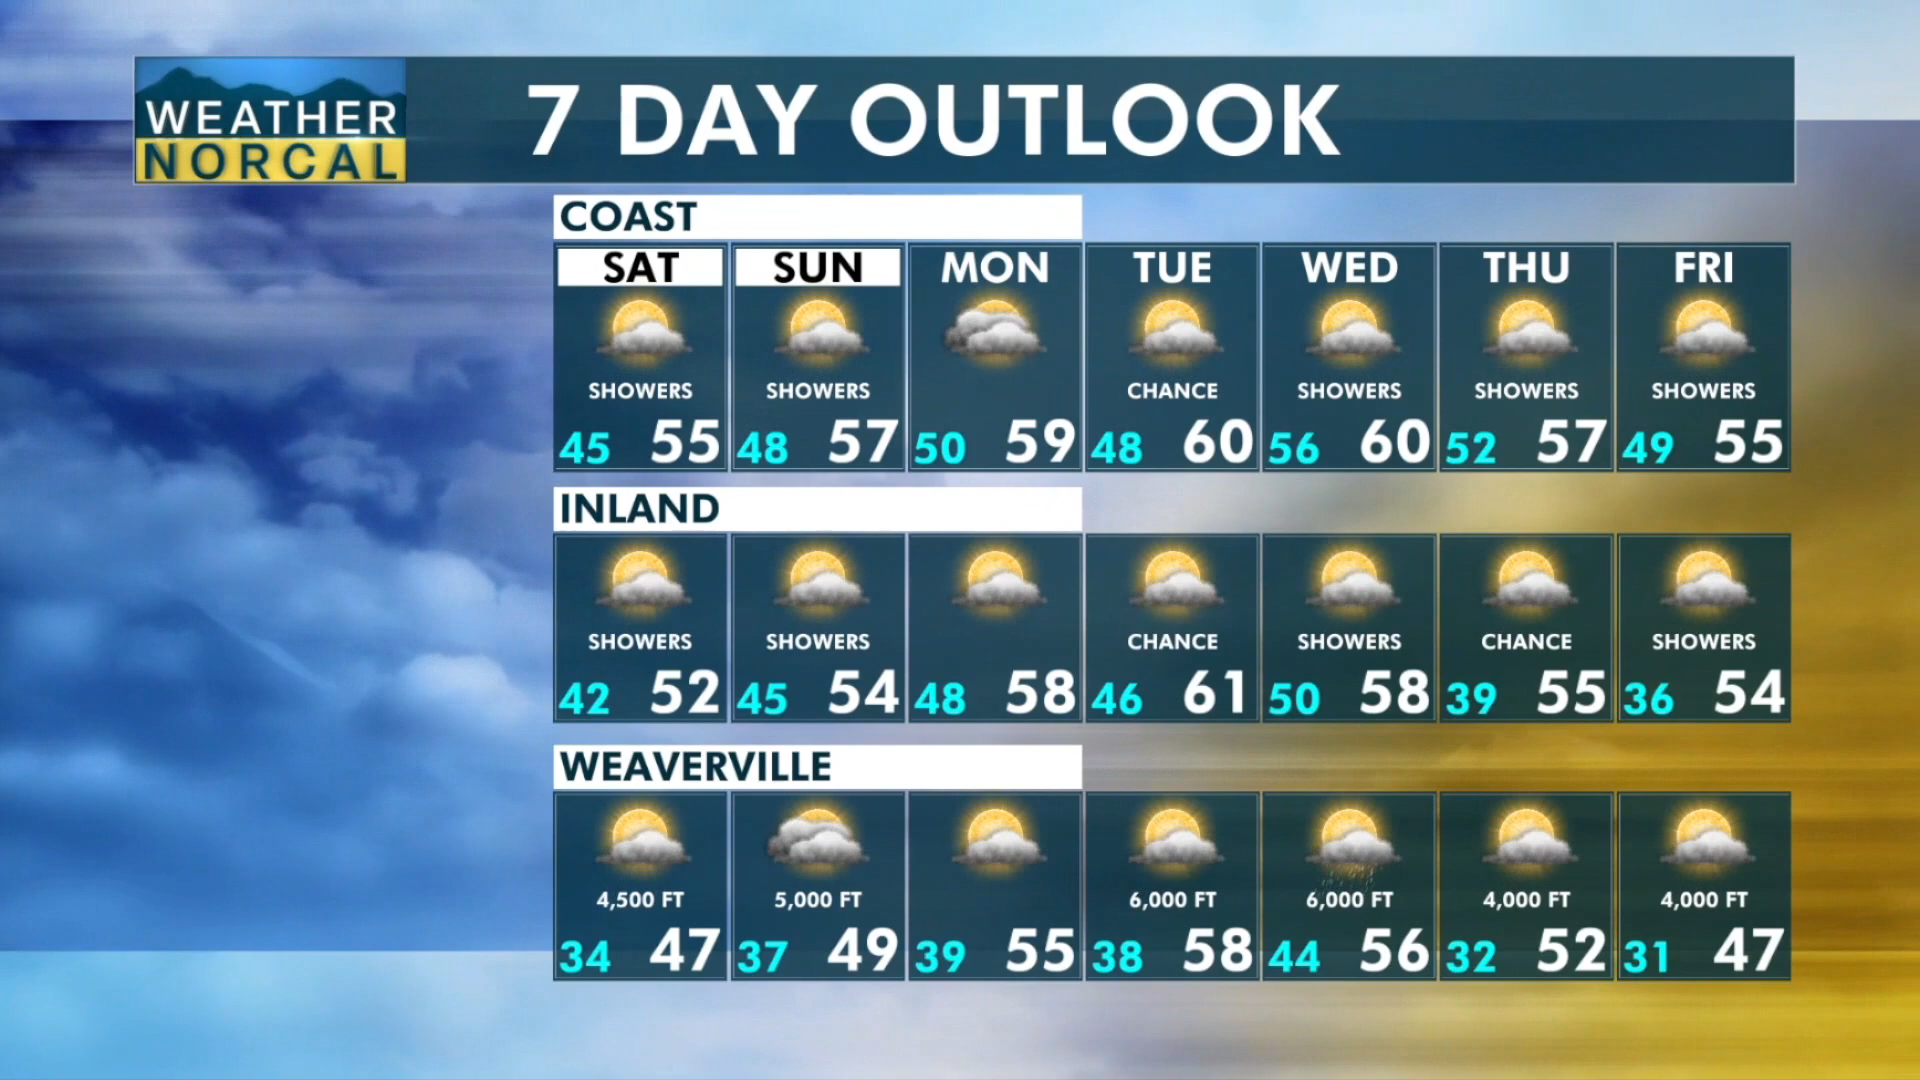 WEATHER
NORCAL
7 DAY OUTLOOK
COAST
SAT SUN MON TUE WED THU FRI
SHOWERS SHOWERS CHANCE SHOWERS SHOWERS SHOWERS
45 55 48 57 50 59 48 60 56 60 52 57 49 55
INLAND
SHOWERS SHOWERS CHANCE SHOWERS CHANCE SHOWERS
42 52 45 54 48 58 46 61 50 58 39 55 36 54
WEAVERVILLE
4,500 FT 5,000 FT 6,000 FT 6,000 FT 4,000 FT 4,000 FT
34 47 37 49 39 55 38 58 44 56 32 52 31 47